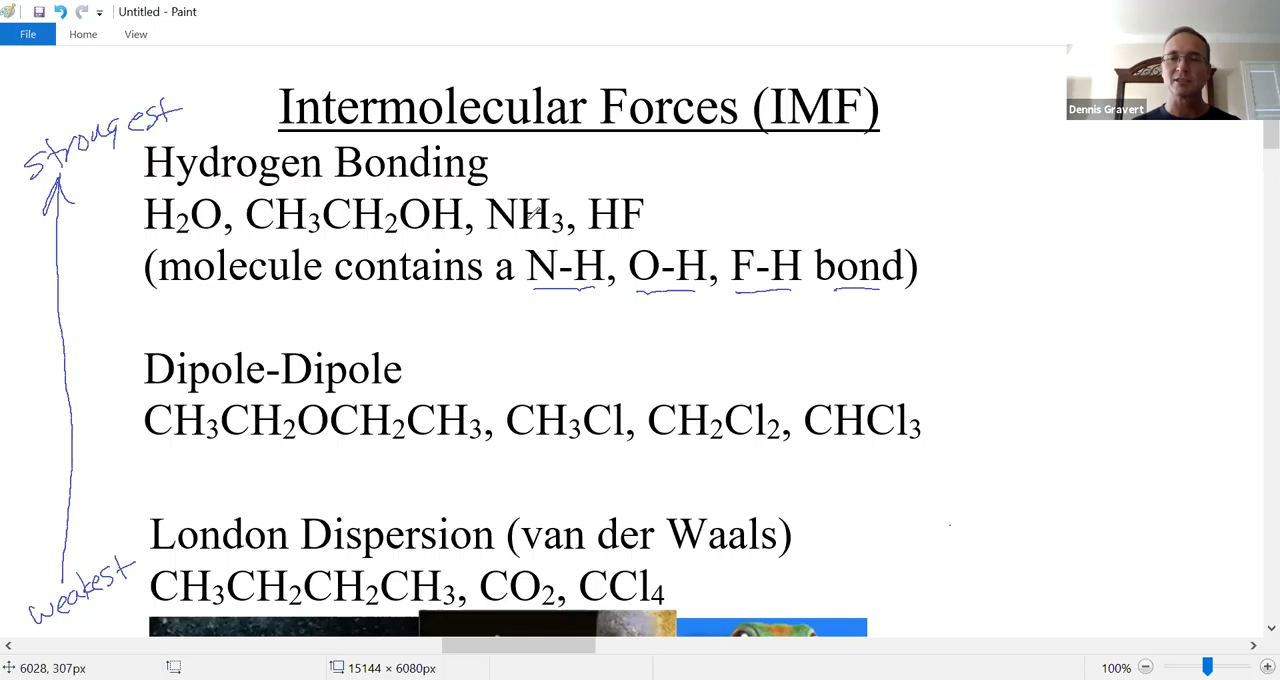 Untitled - Paint
File Home View
Dennis Gravert
strongest
Intermolecular Forces (IMF)
Hydrogen Bonding
H₂O, CH₃CH₂OH, NH₃, HF
(molecule contains a N-H, O-H, F-H bond)
Dipole-Dipole
CH₃CH₂OCH₂CH₃, CH₃Cl, CH₂Cl₂, CHCl₃
London Dispersion (van der Waals)
CH₃CH₂CH₂CH₃, CO₂, CCl₄
weakest
6028, 307px 15144 × 6080px 100%